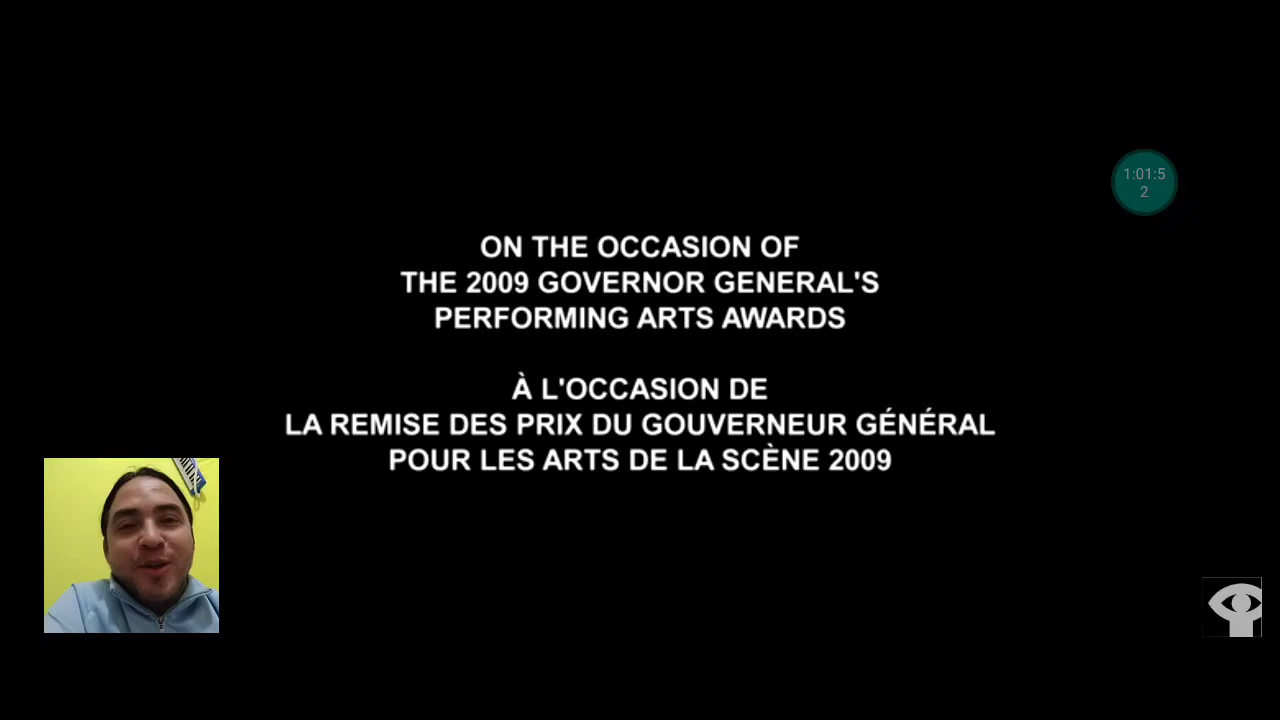 1:01:5
2
ON THE OCCASION OF
THE 2009 GOVERNOR GENERAL'S
PERFORMING ARTS AWARDS
À L'OCCASION DE
LA REMISE DES PRIX DU GOUVERNEUR GÉNÉRAL
POUR LES ARTS DE LA SCÈNE 2009